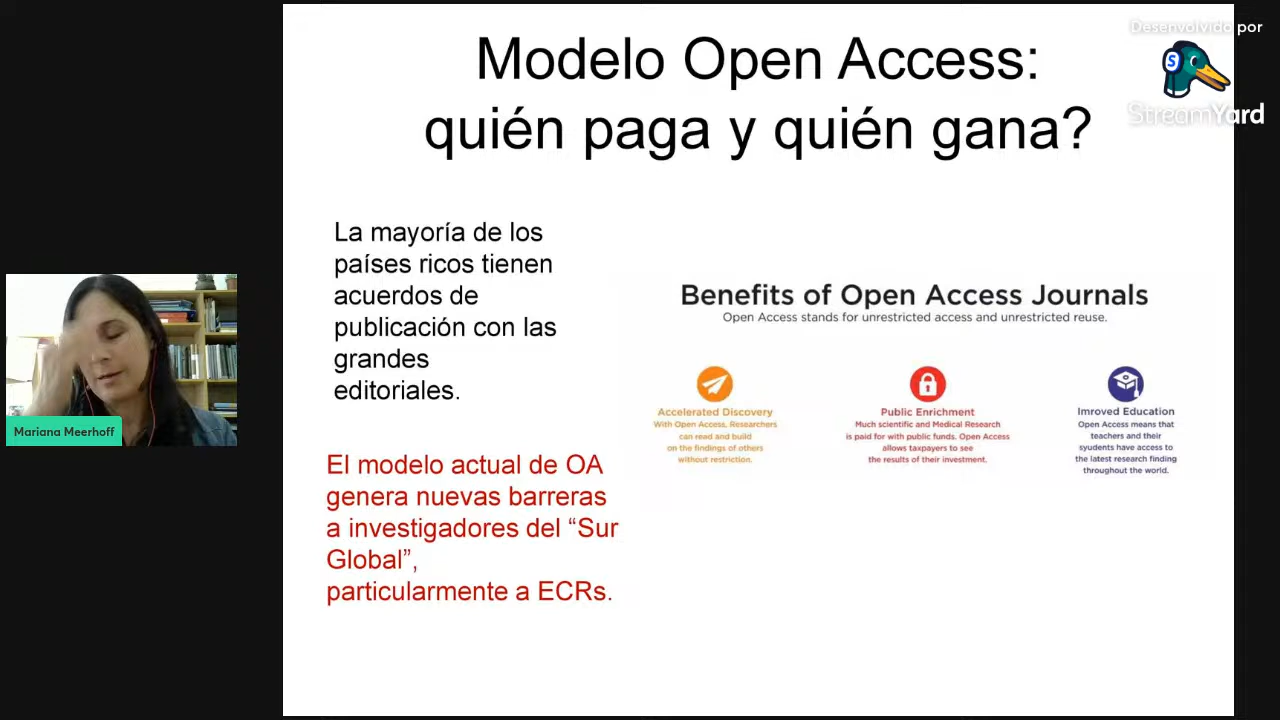 Modelo Open Access:
quién paga y quién gana?
Desenvolvido por
StreamYard
La mayoría de los
países ricos tienen
acuerdos de
publicación con las
grandes
editoriales.
El modelo actual de OA
genera nuevas barreras
a investigadores del “Sur
Global”,
particularmente a ECRs.
Benefits of Open Access Journals
Open Access stands for unrestricted access and unrestricted reuse.
Accelerated Discovery
With Open Access, Researchers
can read and build
on the findings of others
without restriction.
Public Enrichment
Much scientific and Medical Research
is paid for with public funds. Open Access
allows taxpayers to see
the results of their investment.
Imroved Education
Open Access means that
teachers and their
syudents have access to
the latest research finding
throughout the world.
Mariana Meerhoff